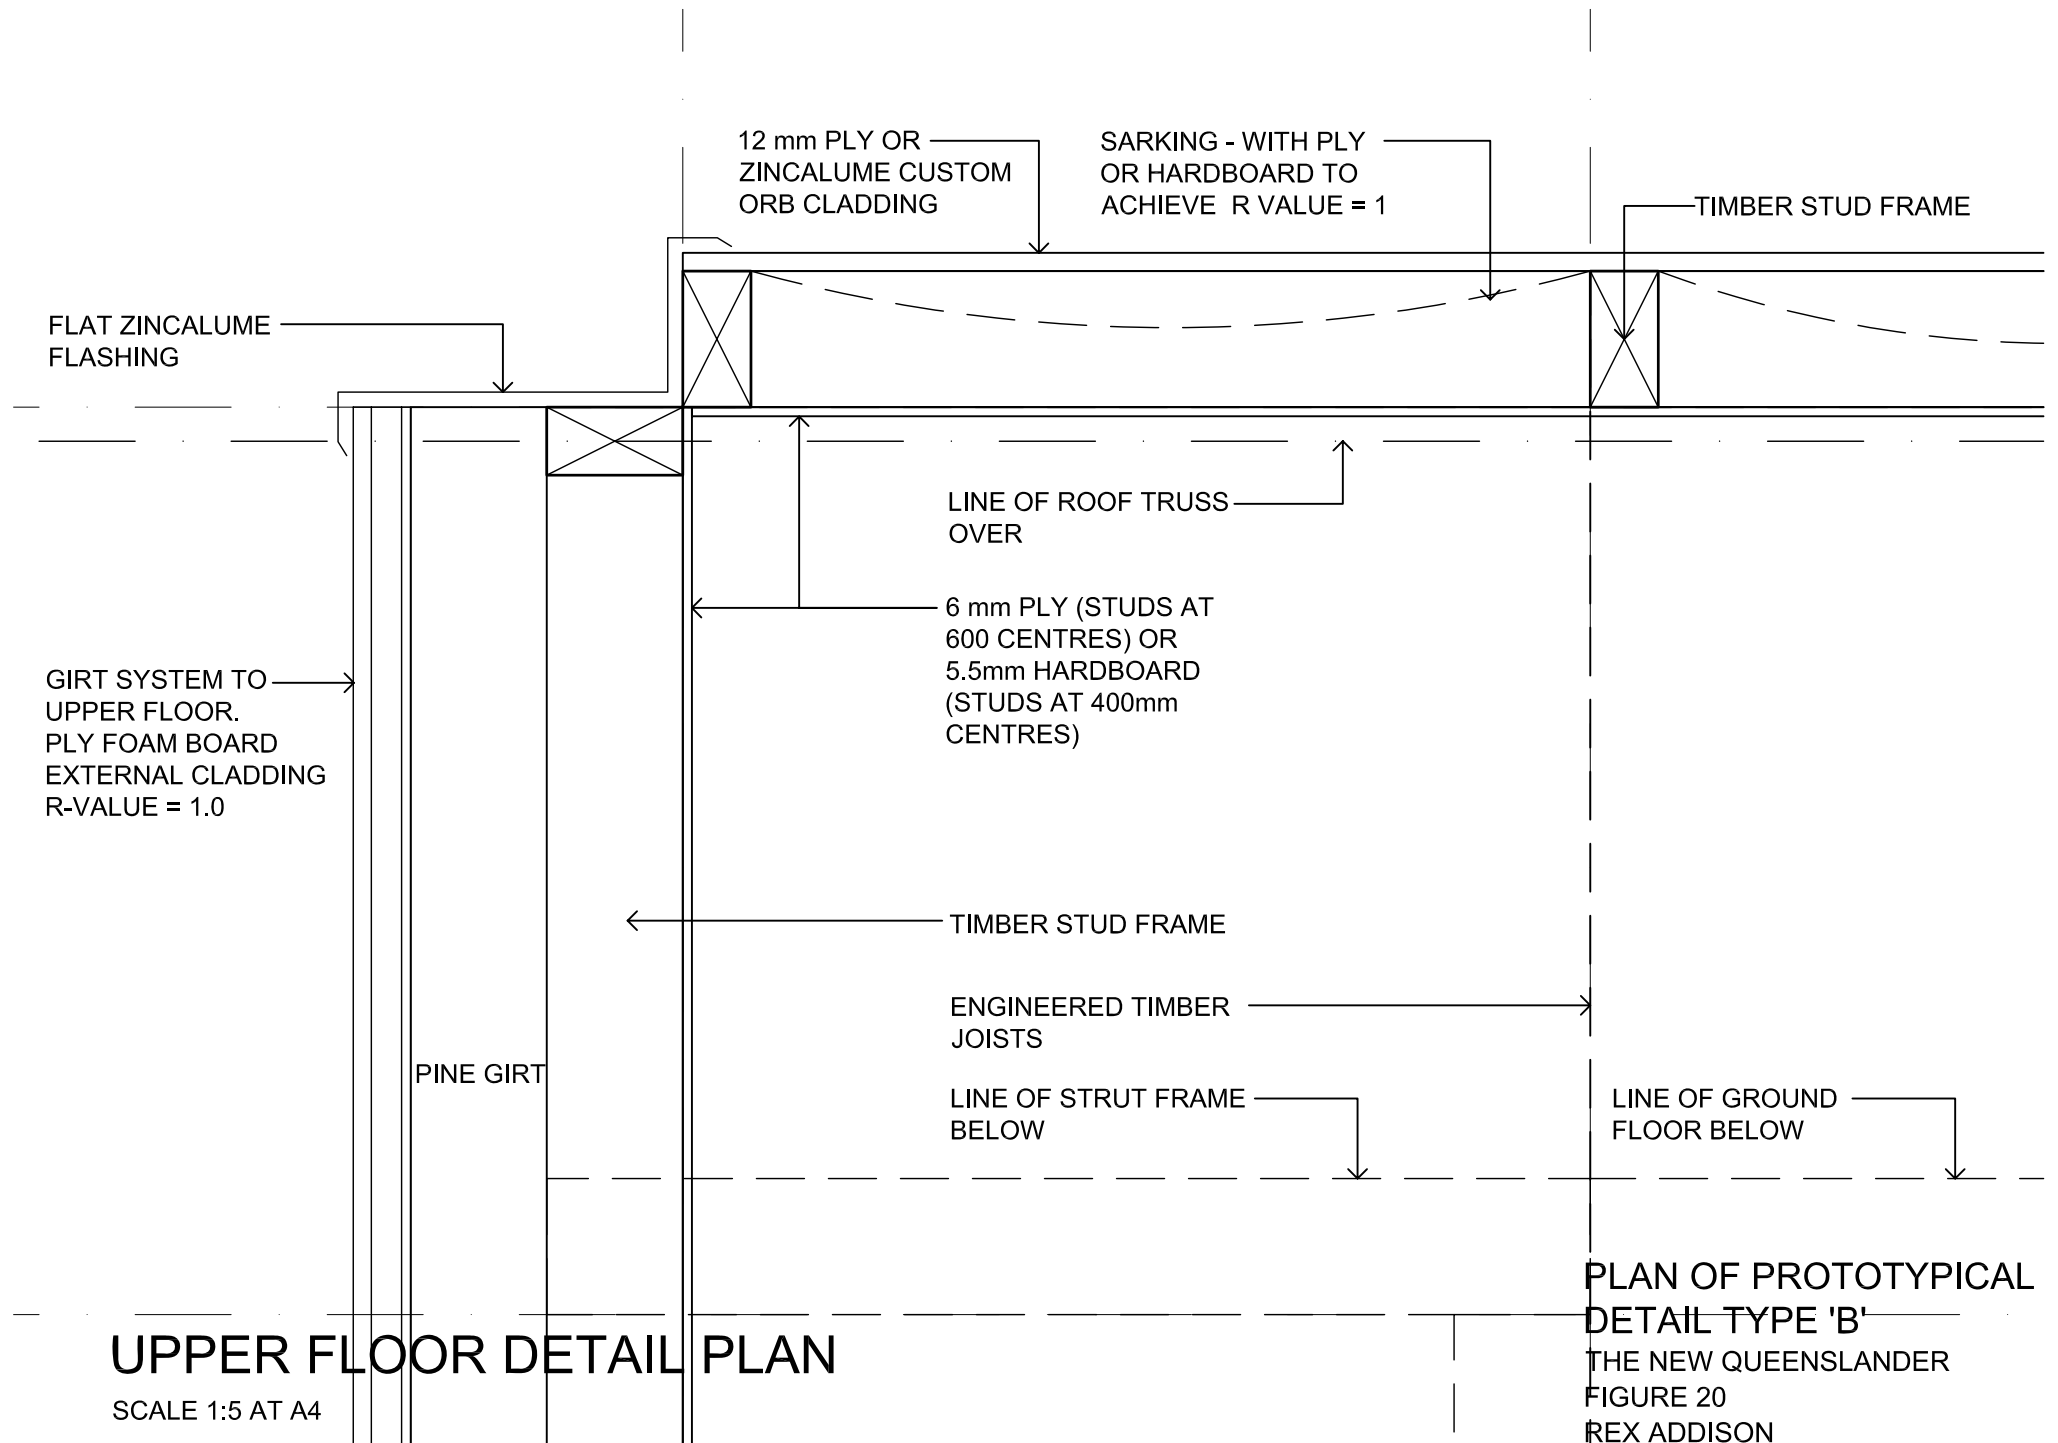 12 mm PLY OR
ZINCALUME CUSTOM
ORB CLADDING
SARKING - WITH PLY
OR HARDBOARD TO
ACHIEVE R VALUE = 1
TIMBER STUD FRAME
FLAT ZINCALUME
FLASHING
LINE OF ROOF TRUSS
OVER
6 mm PLY (STUDS AT
600 CENTRES) OR
5.5mm HARDBOARD
(STUDS AT 400mm
CENTRES)
GIRT SYSTEM TO
UPPER FLOOR.
PLY FOAM BOARD
EXTERNAL CLADDING
R-VALUE = 1.0
TIMBER STUD FRAME
ENGINEERED TIMBER
JOISTS
PINE GIRT
LINE OF STRUT FRAME
BELOW
LINE OF GROUND
FLOOR BELOW
UPPER FLOOR DETAIL PLAN
SCALE 1:5 AT A4
PLAN OF PROTOTYPICAL
DETAIL TYPE 'B'
THE NEW QUEENSLANDER
FIGURE 20
REX ADDISON